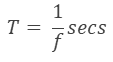 T = 1/f secs